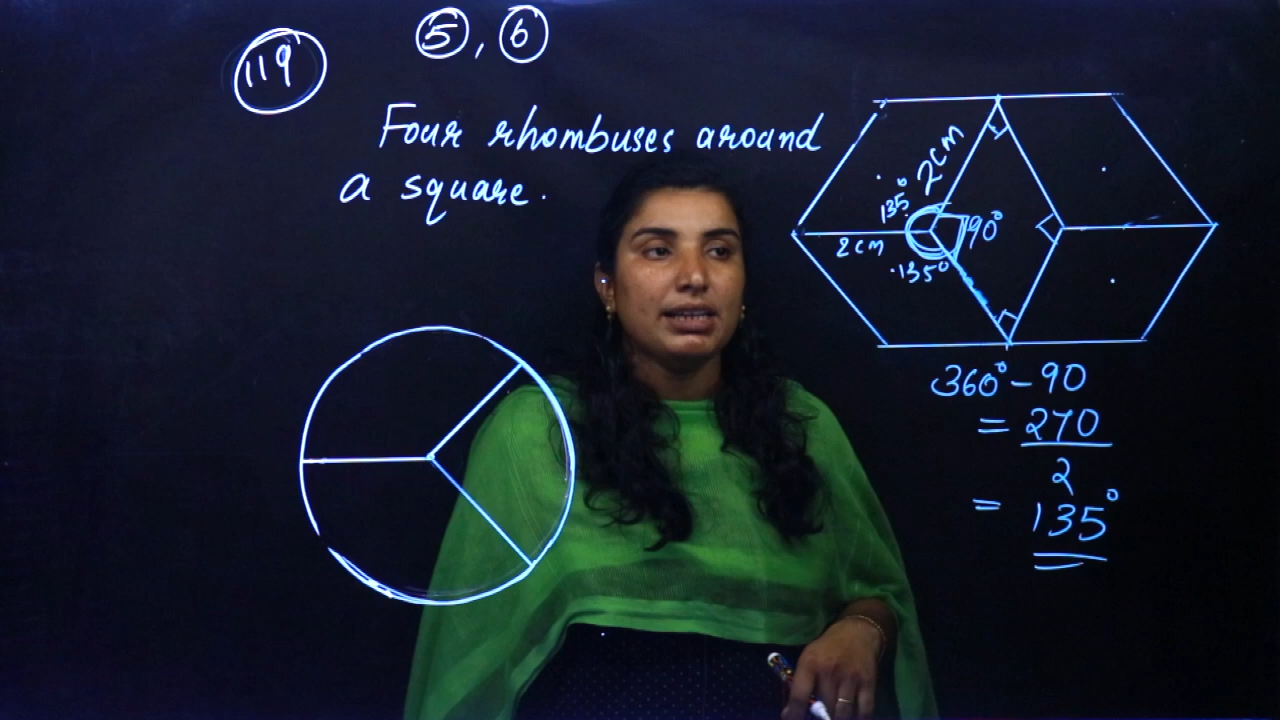 119
5, 6
Four rhombuses around
a square.
2cm
135°
90°
2cm
135°
360° - 90
= 270
2
= 135°